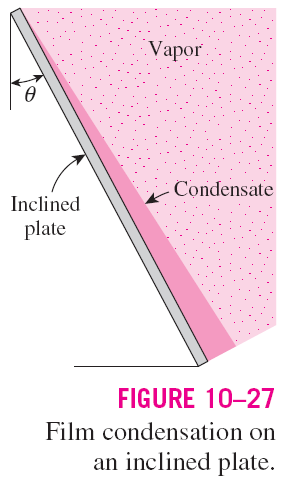 Vapor
θ
Condensate
Inclined
plate
FIGURE 10–27
Film condensation on
an inclined plate.